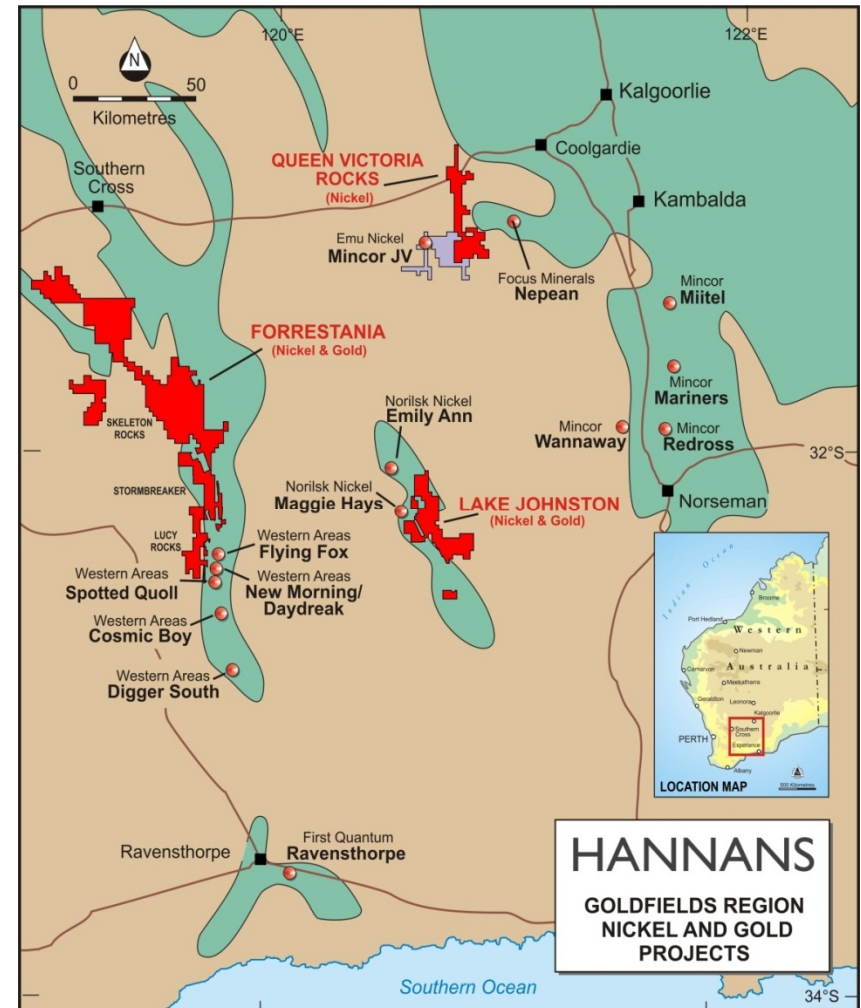 120°E
122°E
N
0 50
Kilometres
Kalgoorlie
Coolgardie
QUEEN VICTORIA
ROCKS
(Nickel)
Southern
Cross
Kambalda
Emu Nickel
Mincor JV
Focus Minerals
Nepean
Mincor
Miitel
FORRESTANIA
(Nickel & Gold)
Mincor
Mariners
Norilsk Nickel
Emily Ann
SKELETON
ROCKS
Mincor
Wannaway
Mincor
Redross
32°S
STORMBREAKER
Norilsk Nickel
Maggie Hays
LAKE JOHNSTON
(Nickel & Gold)
Norseman
LUCY
ROCKS
Western Areas
Flying Fox
Western Areas
Spotted Quoll
Western Areas
New Morning/
Daydreak
Western Areas
Cosmic Boy
Western Areas
Digger South
Indian Ocean
Broome
Port Hedland
Western
Newman
Australia
Carnarvon
Meekatharra
Geraldton
Leonora
Kalgoorlie
Southern
Cross
PERTH
Esperance
Albany
LOCATION MAP
500 Kilometres
Ravensthorpe
First Quantum
Ravensthorpe
HANNANS
GOLDFIELDS REGION
NICKEL AND GOLD
PROJECTS
Southern Ocean
34°S